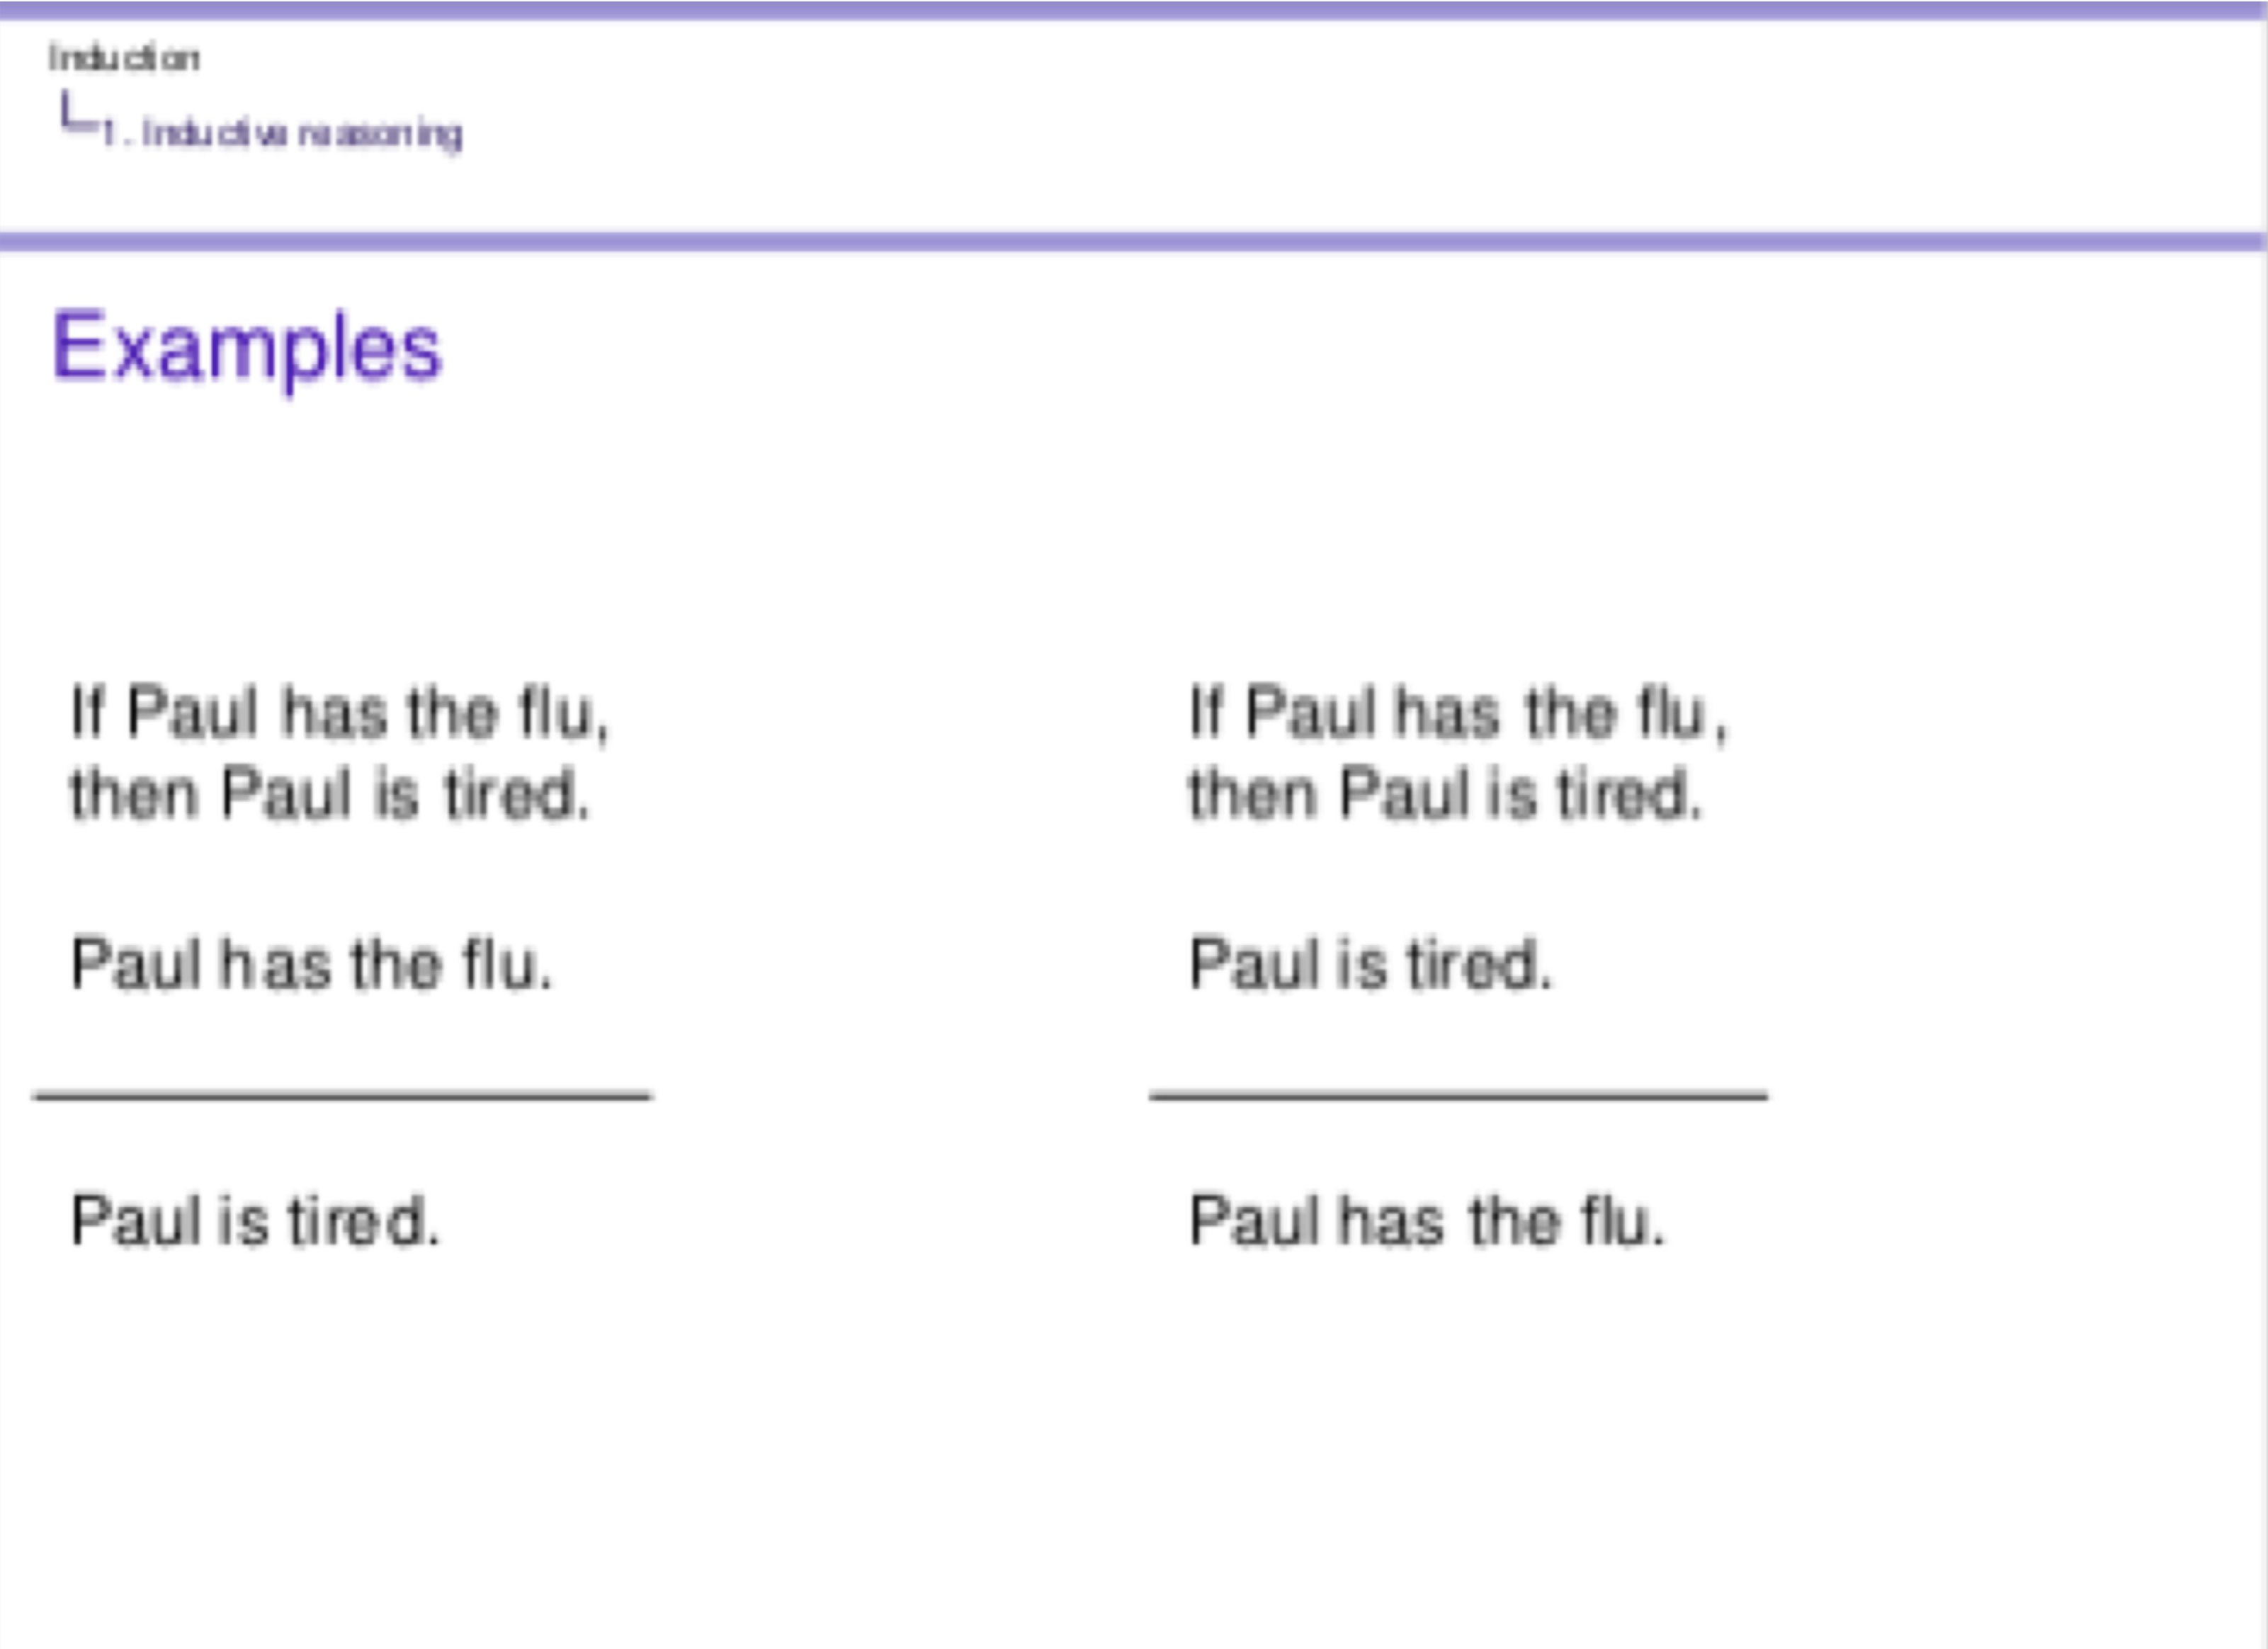 Induction
1. Inductive reasoning
Examples
If Paul has the flu,
then Paul is tired.
Paul has the flu.
Paul is tired.
If Paul has the flu,
then Paul is tired.
Paul is tired.
Paul has the flu.